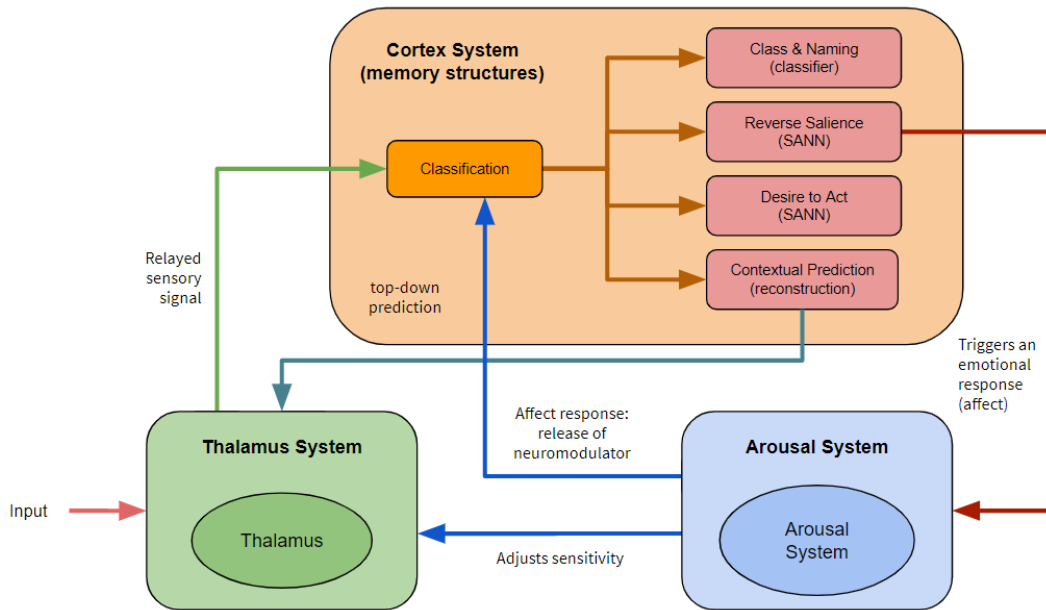 Cortex System
(memory structures)
Class & Naming
(classifier)
Reverse Salience
(SANN)
Classification
Desire to Act
(SANN)
Contextual Prediction
(reconstruction)
Relayed
sensory
signal
top-down
prediction
Triggers an
emotional
response
(affect)
Affect response:
release of
neuromodulator
Thalamus System
Arousal System
Input
Thalamus
Adjusts sensitivity
Arousal
System